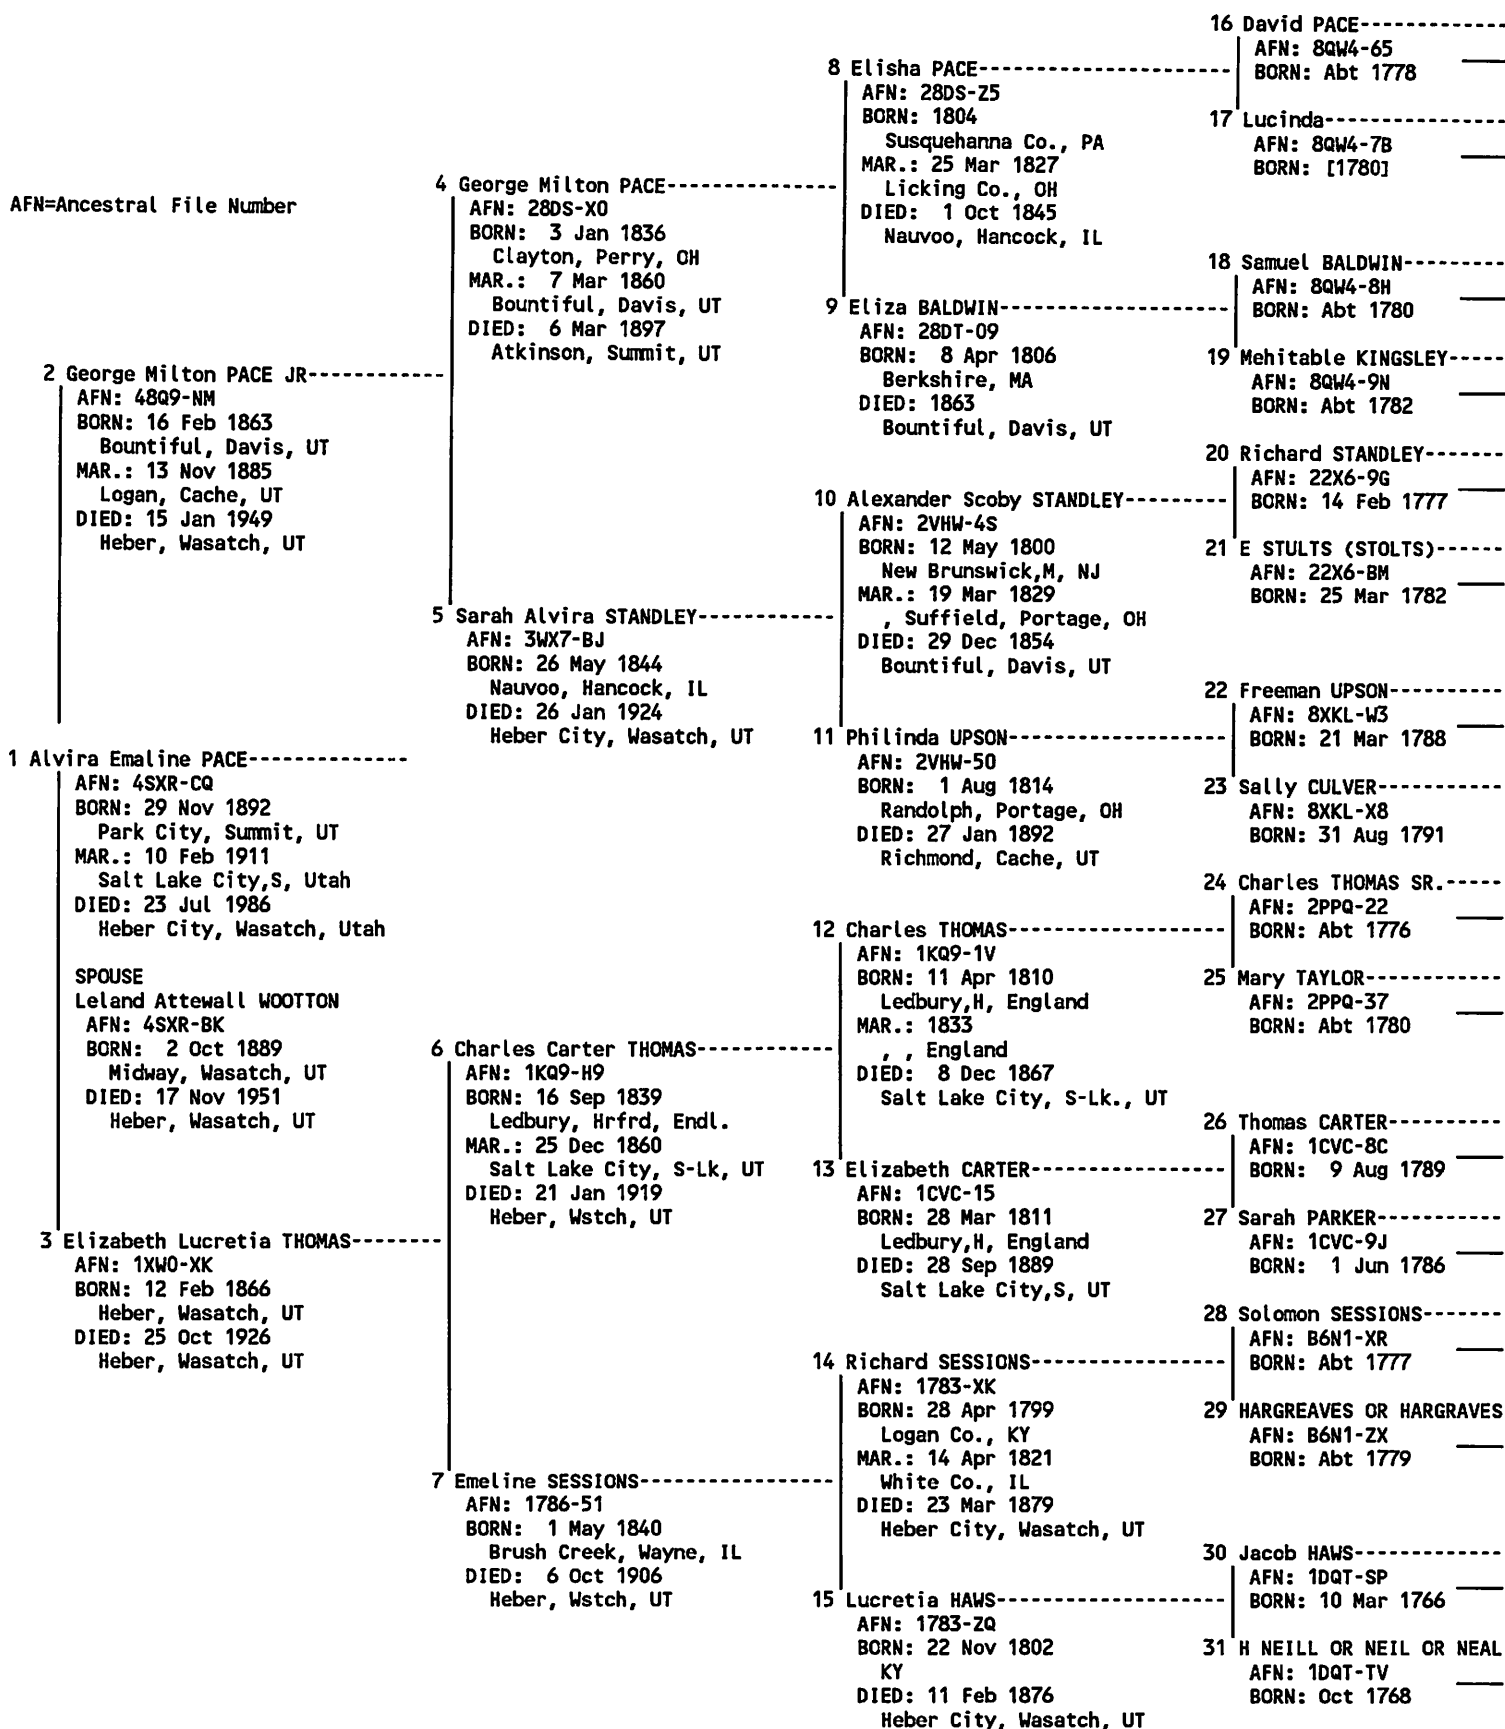 AFN=Ancestral File Number
1 Alvira Emaline PACE--------------
AFN: 4SXR-CQ
BORN: 29 Nov 1892
Park City, Summit, UT
MAR.: 10 Feb 1911
Salt Lake City,S, Utah
DIED: 23 Jul 1986
Heber City, Wasatch, Utah
SPOUSE
Leland Attewall WOOTTON
AFN: 4SXR-BK
BORN:  2 Oct 1889
Midway, Wasatch, UT
DIED: 17 Nov 1951
Heber, Wasatch, UT
2 George Milton PACE JR------------
AFN: 48Q9-NM
BORN: 16 Feb 1863
Bountiful, Davis, UT
MAR.: 13 Nov 1885
Logan, Cache, UT
DIED: 15 Jan 1949
Heber, Wasatch, UT
3 Elizabeth Lucretia THOMAS--------
AFN: 1XW0-XK
BORN: 12 Feb 1866
Heber, Wasatch, UT
DIED: 25 Oct 1926
Heber, Wasatch, UT
4 George Milton PACE---------------
AFN: 28DS-X0
BORN:  3 Jan 1836
Clayton, Perry, OH
MAR.:  7 Mar 1860
Bountiful, Davis, UT
DIED:  6 Mar 1897
Atkinson, Summit, UT
5 Sarah Alvira STANDLEY------------
AFN: 3WX7-BJ
BORN: 26 May 1844
Nauvoo, Hancock, IL
DIED: 26 Jan 1924
Heber City, Wasatch, UT
6 Charles Carter THOMAS------------
AFN: 1KQ9-H9
BORN: 16 Sep 1839
Ledbury, Hrfrd, Endl.
MAR.: 25 Dec 1860
Salt Lake City, S-Lk, UT
DIED: 21 Jan 1919
Heber, Wstch, UT
7 Emeline SESSIONS-----------------
AFN: 1786-51
BORN:  1 May 1840
Brush Creek, Wayne, IL
DIED:  6 Oct 1906
Heber, Wstch, UT
8 Elisha PACE----------------------
AFN: 28DS-Z5
BORN: 1804
Susquehanna Co., PA
MAR.: 25 Mar 1827
Licking Co., OH
DIED:  1 Oct 1845
Nauvoo, Hancock, IL
9 Eliza BALDWIN--------------------
AFN: 28DT-09
BORN:  8 Apr 1806
Berkshire, MA
DIED: 1863
Bountiful, Davis, UT
10 Alexander Scoby STANDLEY---------
AFN: 2VHW-4S
BORN: 12 May 1800
New Brunswick,M, NJ
MAR.: 19 Mar 1829
, Suffield, Portage, OH
DIED: 29 Dec 1854
Bountiful, Davis, UT
11 Philinda UPSON-------------------
AFN: 2VHW-50
BORN:  1 Aug 1814
Randolph, Portage, OH
DIED: 27 Jan 1892
Richmond, Cache, UT
12 Charles THOMAS-------------------
AFN: 1KQ9-1V
BORN: 11 Apr 1810
Ledbury,H, England
MAR.: 1833
, , England
DIED:  8 Dec 1867
Salt Lake City, S-Lk., UT
13 Elizabeth CARTER-----------------
AFN: 1CVC-15
BORN: 28 Mar 1811
Ledbury,H, England
DIED: 28 Sep 1889
Salt Lake City,S, UT
14 Richard SESSIONS-----------------
AFN: 1783-XK
BORN: 28 Apr 1799
Logan Co., KY
MAR.: 14 Apr 1821
White Co., IL
DIED: 23 Mar 1879
Heber City, Wasatch, UT
15 Lucretia HAWS--------------------
AFN: 1783-ZQ
BORN: 22 Nov 1802
KY
DIED: 11 Feb 1876
Heber City, Wasatch, UT
16 David PACE-------------
AFN: 8QW4-65
BORN: Abt 1778
17 Lucinda----------------
AFN: 8QW4-7B
BORN: [1780]
18 Samuel BALDWIN---------
AFN: 8QW4-8H
BORN: Abt 1780
19 Mehitable KINGSLEY-----
AFN: 8QW4-9N
BORN: Abt 1782
20 Richard STANDLEY-------
AFN: 22X6-9G
BORN: 14 Feb 1777
21 E STULTS (STOLTS)------
AFN: 22X6-BM
BORN: 25 Mar 1782
22 Freeman UPSON----------
AFN: 8XKL-W3
BORN: 21 Mar 1788
23 Sally CULVER-----------
AFN: 8XKL-X8
BORN: 31 Aug 1791
24 Charles THOMAS SR.-----
AFN: 2PPQ-22
BORN: Abt 1776
25 Mary TAYLOR------------
AFN: 2PPQ-37
BORN: Abt 1780
26 Thomas CARTER----------
AFN: 1CVC-8C
BORN:  9 Aug 1789
27 Sarah PARKER-----------
AFN: 1CVC-9J
BORN:  1 Jun 1786
28 Solomon SESSIONS-------
AFN: B6N1-XR
BORN: Abt 1777
29 HARGREAVES OR HARGRAVES
AFN: B6N1-ZX
BORN: Abt 1779
30 Jacob HAWS-------------
AFN: 1DQT-SP
BORN: 10 Mar 1766
31 H NEILL OR NEIL OR NEAL
AFN: 1DQT-TV
BORN: Oct 1768